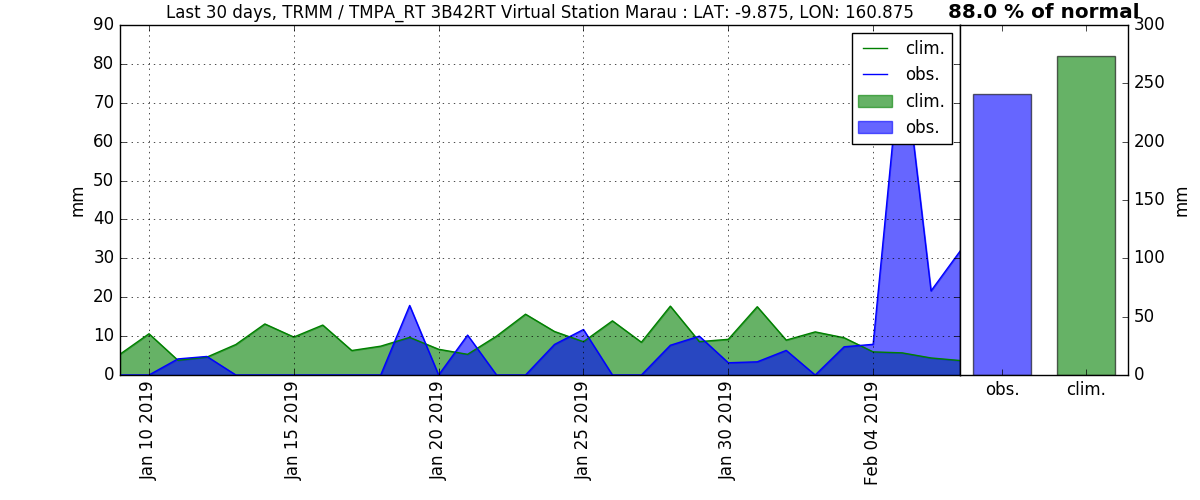 Last 30 days, TRMM / TMPA_RT 3B42RT Virtual Station Marau : LAT: -9.875, LON: 160.875
88.0 % of normal
90
80
70
60
50
40
30
20
10
0
mm
clim.
obs.
clim.
obs.
Jan 10 2019
Jan 15 2019
Jan 20 2019
Jan 25 2019
Jan 30 2019
Feb 04 2019
300
250
200
150
100
50
0
mm
obs.
clim.